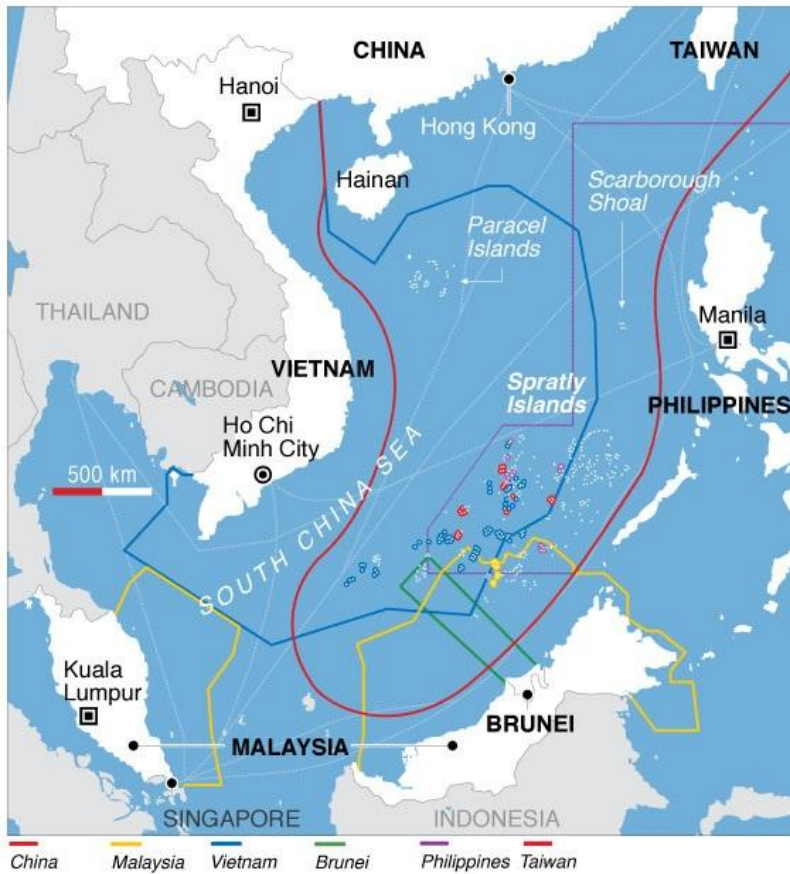 CHINA
TAIWAN
Hanoi
Hong Kong
Hainan
Scarborough
Shoal
Paracel
Islands
THAILAND
Manila
VIETNAM
CAMBODIA
Spratly
Islands
PHILIPPINES
Ho Chi
Minh City
500 km
SOUTH CHINA SEA
Kuala
Lumpur
BRUNEI
MALAYSIA
SINGAPORE
INDONESIA
China
Malaysia
Vietnam
Brunei
Philippines
Taiwan